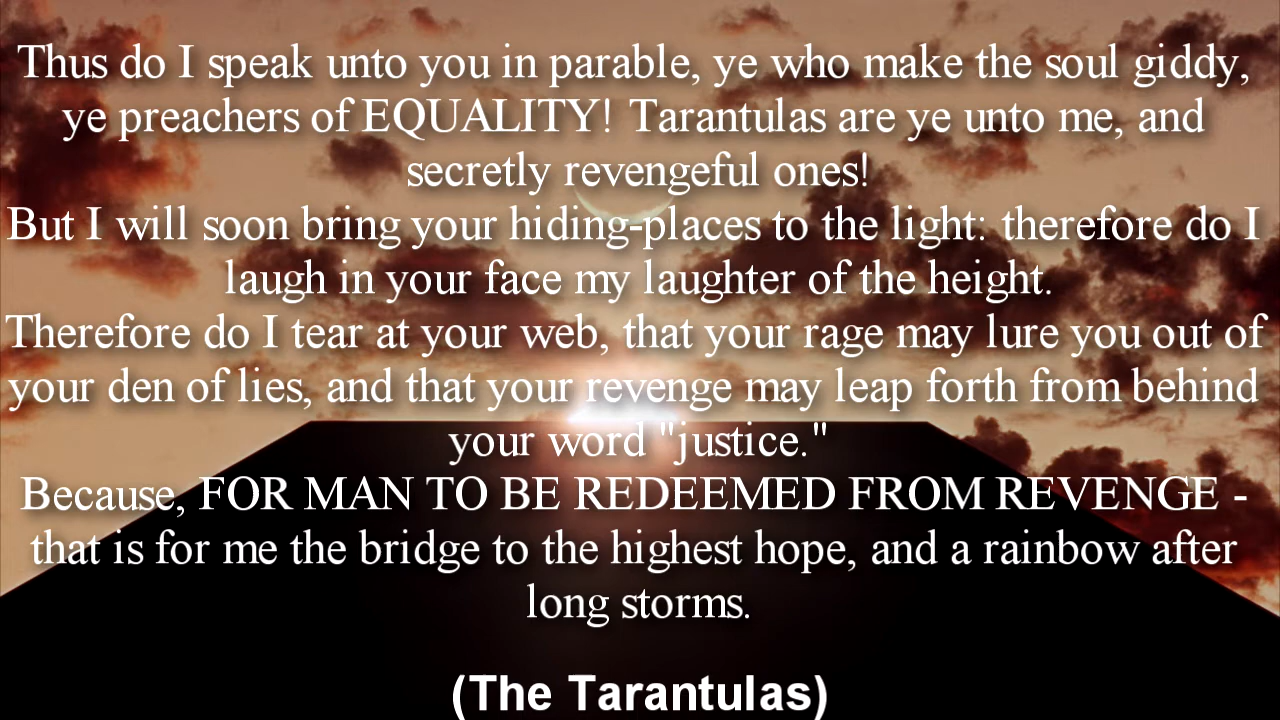 Thus do I speak unto you in parable, ye who make the soul giddy,
ye preachers of EQUALITY! Tarantulas are ye unto me, and
secretly revengeful ones!
But I will soon bring your hiding-places to the light: therefore do I
laugh in your face my laughter of the height.
Therefore do I tear at your web, that your rage may lure you out of
your den of lies, and that your revenge may leap forth from behind
your word "justice."
Because, FOR MAN TO BE REDEEMED FROM REVENGE -
that is for me the bridge to the highest hope, and a rainbow after
long storms.
(The Tarantulas)